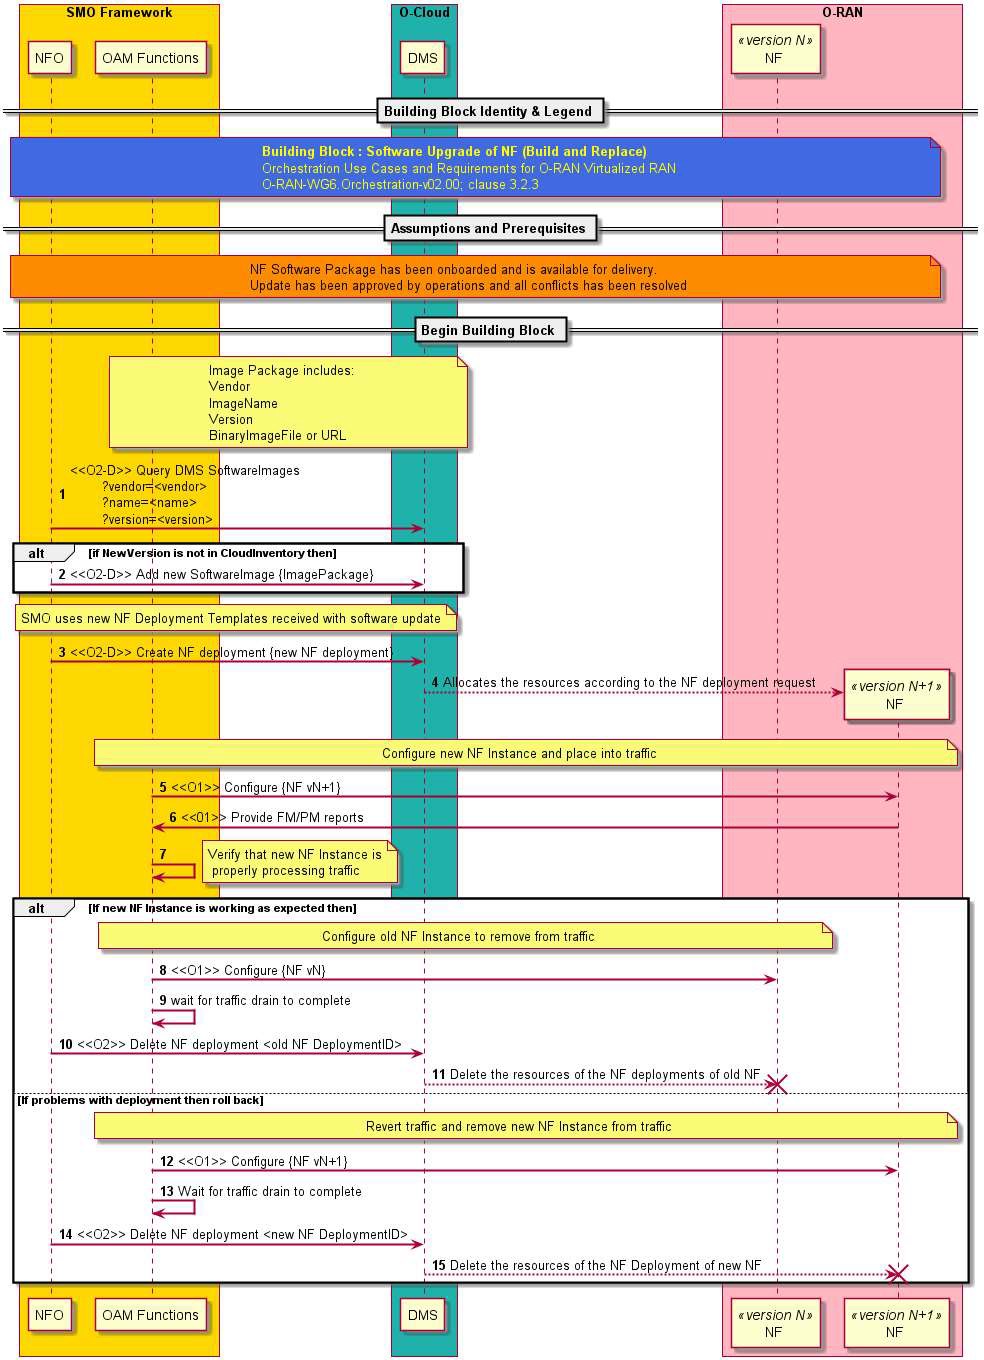 SMO Framework
O-Cloud
O-RAN
NFO
OAM Functions
DMS
«version N»
NF
Building Block Identity & Legend
Building Block : Software Upgrade of NF (Build and Replace)
Orchestration Use Cases and Requirements for O-RAN Virtualized RAN
O-RAN-WG6.Orchestration-v02.00; clause 3.2.3
Assumptions and Prerequisites
NF Software Package has been onboarded and is available for delivery.
Update has been approved by operations and all conflicts has been resolved
Begin Building Block
Image Package includes:
Vendor
ImageName
Version
BinaryImageFile or URL
1 <<O2-D>> Query DMS SoftwareImages
?vendor=<vendor>
?name=<name>
?version=<version>
alt [if NewVersion is not in CloudInventory then]
2 <<O2-D>> Add new SoftwareImage {ImagePackage}
SMO uses new NF Deployment Templates received with software update
3 <<O2-D>> Create NF deployment {new NF deployment}
4 Allocates the resources according to the NF deployment request
«version N+1»
NF
Configure new NF Instance and place into traffic
5 <<O1>> Configure {NF vN+1}
6 <<01>> Provide FM/PM reports
7
Verify that new NF Instance is
properly processing traffic
alt [If new NF Instance is working as expected then]
Configure old NF Instance to remove from traffic
8 <<O1>> Configure {NF vN}
9 wait for traffic drain to complete
10 <<O2>> Delete NF deployment <old NF DeploymentID>
11 Delete the resources of the NF deployments of old NF
[If problems with deployment then roll back]
Revert traffic and remove new NF Instance from traffic
12 <<O1>> Configure {NF vN+1}
13 Wait for traffic drain to complete
14 <<O2>> Delete NF deployment <new NF DeploymentID>
15 Delete the resources of the NF Deployment of new NF
NFO
OAM Functions
DMS
«version N»
NF
«version N+1»
NF